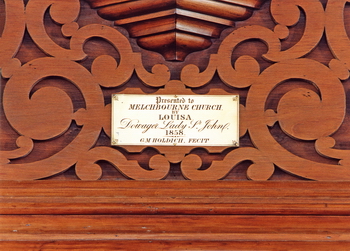 Presented to
MELCHBOURNE CHURCH
BY
LOUISA
Dowager Lady St. John,
1858.
G.M HOLDICH, FECIT